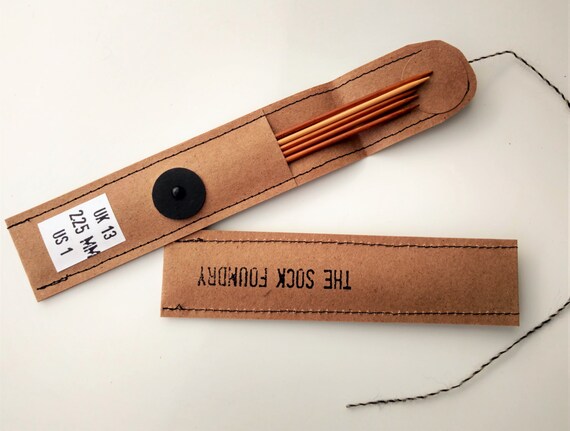 UK 13
2.25 MM
US 1
THE SOCK FOUNDRY